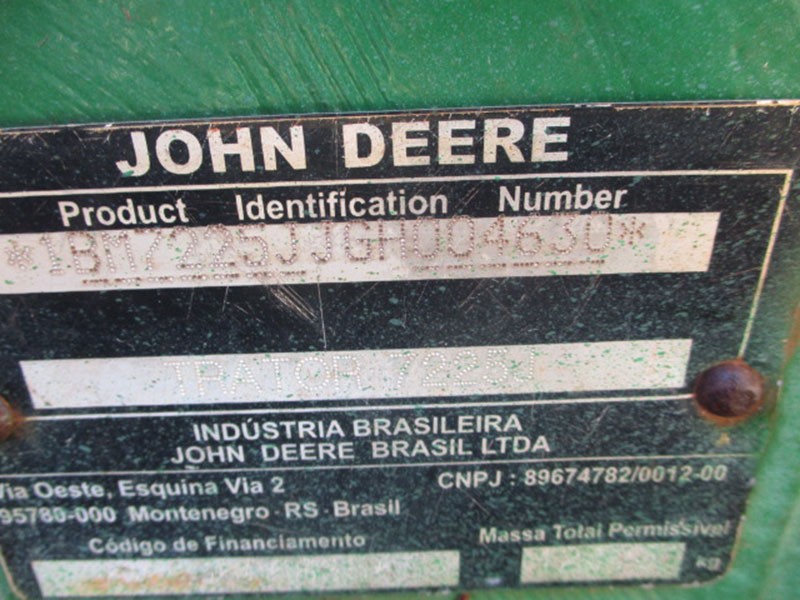 JOHN DEERE
Product Identification Number
*1BM7225JJGH004630*
TRATOR 7225J
INDÚSTRIA BRASILEIRA
JOHN DEERE BRASIL LTDA
Via Oeste, Esquina Via 2
CNPJ : 89674782/0012-00
95780-000 Montenegro - RS - Brasil
Código de Financiamento
Massa Total Permissível
kg